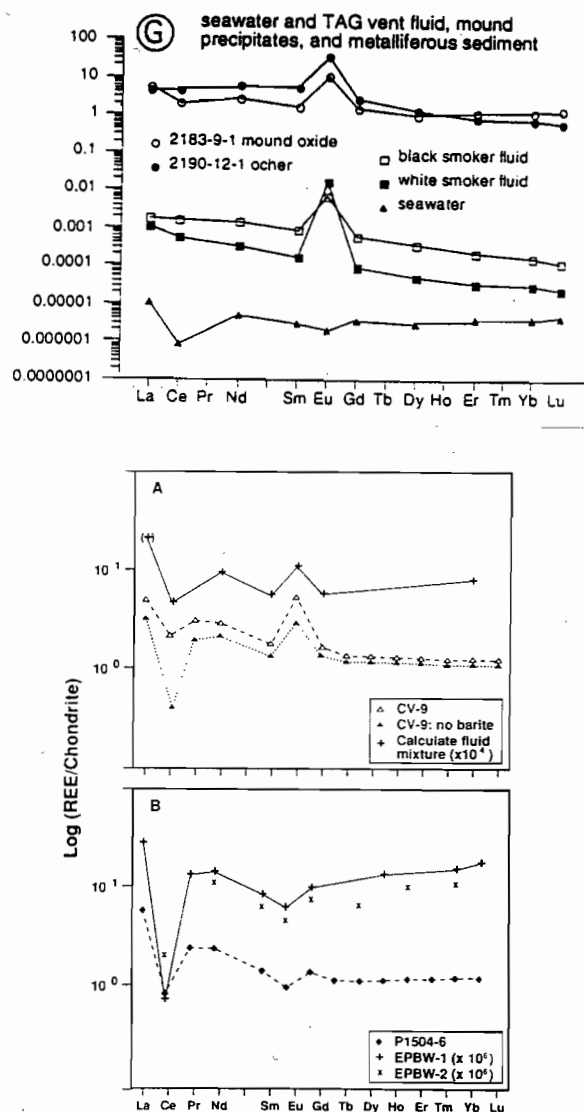 G
seawater and TAG vent fluid, mound
precipitates, and metalliferous sediment
100
10
1
0.1
0.01
0.001
0.0001
0.00001
0.000001
0.0000001
2183-9-1 mound oxide
2190-12-1 ocher
black smoker fluid
white smoker fluid
seawater
La Ce Pr Nd Sm Eu Gd Tb Dy Ho Er Tm Yb Lu
Log (REE/Chondrite)
A
(+)
10 1
10 0
CV-9
CV-9: no barite
Calculate fluid
mixture (x10 4)
B
10 1
10 0
P1504-6
EPBW-1 (x 10 6)
EPBW-2 (x 10 6)
La Ce Pr Nd Sm Eu Gd Tb Dy Ho Er Tm Yb Lu